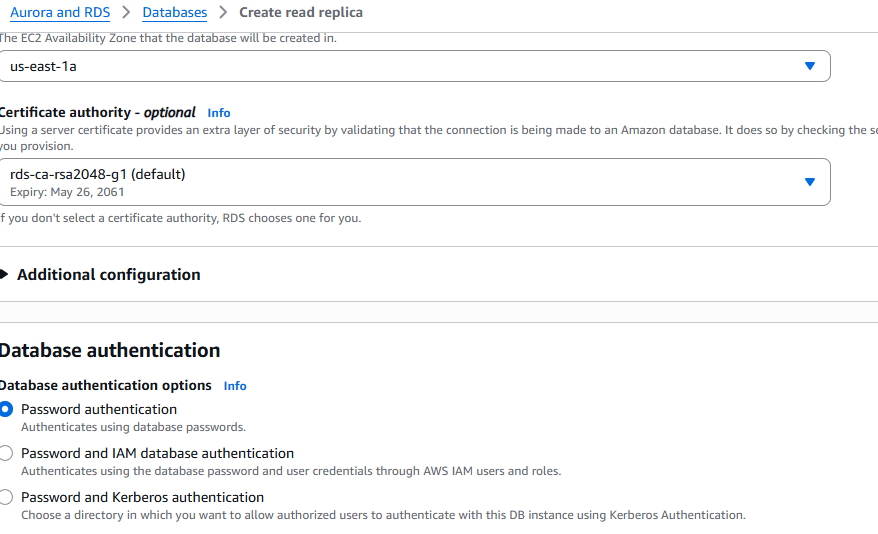 Aurora and RDS > Databases > Create read replica
The EC2 Availability Zone that the database will be created in.
us-east-1a
Certificate authority - optional Info
Using a server certificate provides an extra layer of security by validating that the connection is being made to an Amazon database. It does so by checking the se
you provision.
rds-ca-rsa2048-g1 (default)
Expiry: May 26, 2061
If you don't select a certificate authority, RDS chooses one for you.
Additional configuration
Database authentication
Database authentication options Info
Password authentication
Authenticates using database passwords.
Password and IAM database authentication
Authenticates using the database password and user credentials through AWS IAM users and roles.
Password and Kerberos authentication
Choose a directory in which you want to allow authorized users to authenticate with this DB instance using Kerberos Authentication.